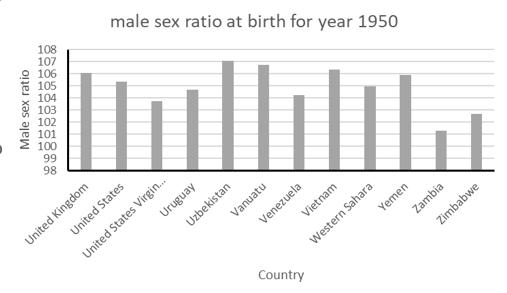 male sex ratio at birth for year 1950
Male sex ratio
108
107
106
105
104
103
102
101
100
99
98
United Kingdom
United States
United States Virgin...
Uruguay
Uzbekistan
Vanuatu
Venezuela
Vietnam
Western Sahara
Yemen
Zambia
Zimbabwe
Country